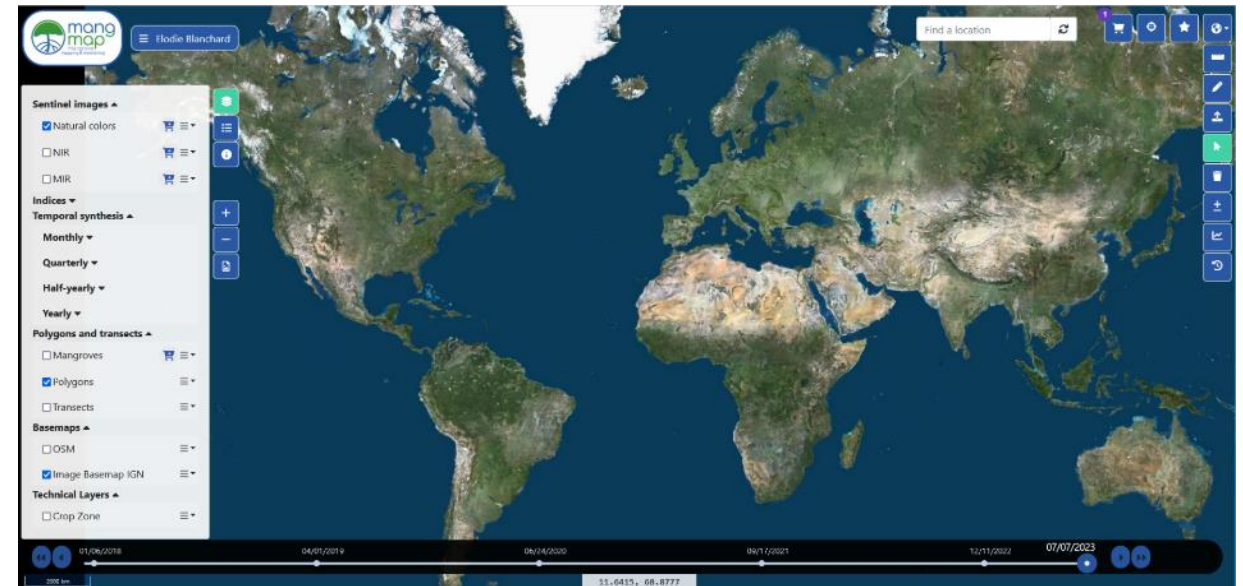 mang
map
Elodie Blanchard
Find a location
1
Sentinel images
Natural colors
NIR
MIR
Indices
Temporal synthesis
Monthly
Quarterly
Half-yearly
Yearly
Polygons and transects
Mangroves
Polygons
Transects
Basemaps
OSM
Image Basemap IGN
Technical Layers
Crop Zone
01/06/2018
04/01/2019
06/24/2020
09/17/2021
12/11/2022
07/07/2023
2000 km
11.6415, 68.8777